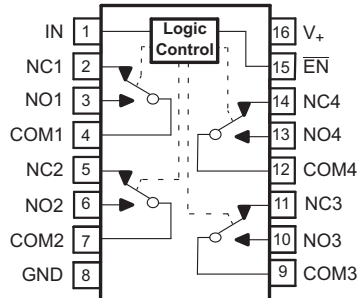 IN 1 Logic Control 16 V+
NC1 2 15 E̅N̅
NO1 3 14 NC4
COM1 4 13 NO4
NC2 5 12 COM4
NO2 6 11 NC3
COM2 7 10 NO3
GND 8 9 COM3